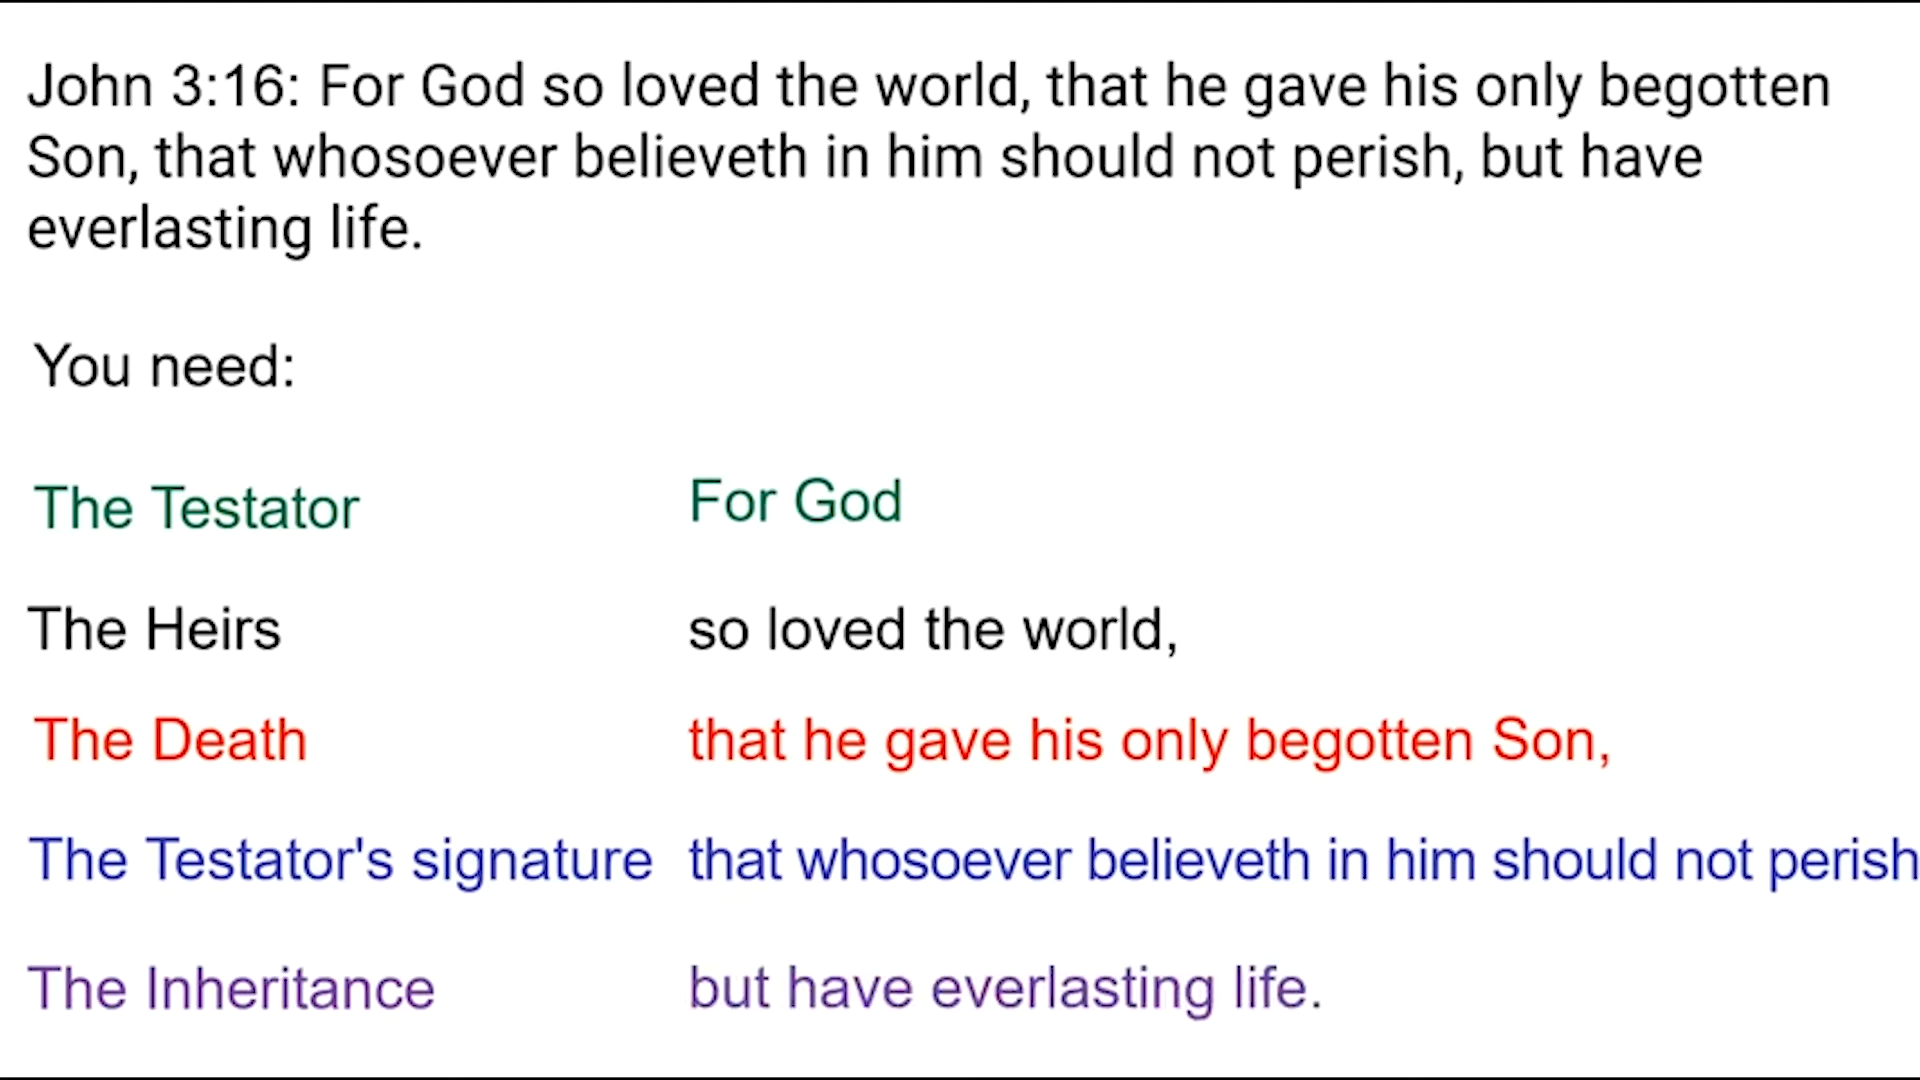 John 3:16: For God so loved the world, that he gave his only begotten
Son, that whosoever believeth in him should not perish, but have
everlasting life.
You need:
The Testator For God
The Heirs so loved the world,
The Death that he gave his only begotten Son,
The Testator's signature that whosoever believeth in him should not perish
The Inheritance but have everlasting life.